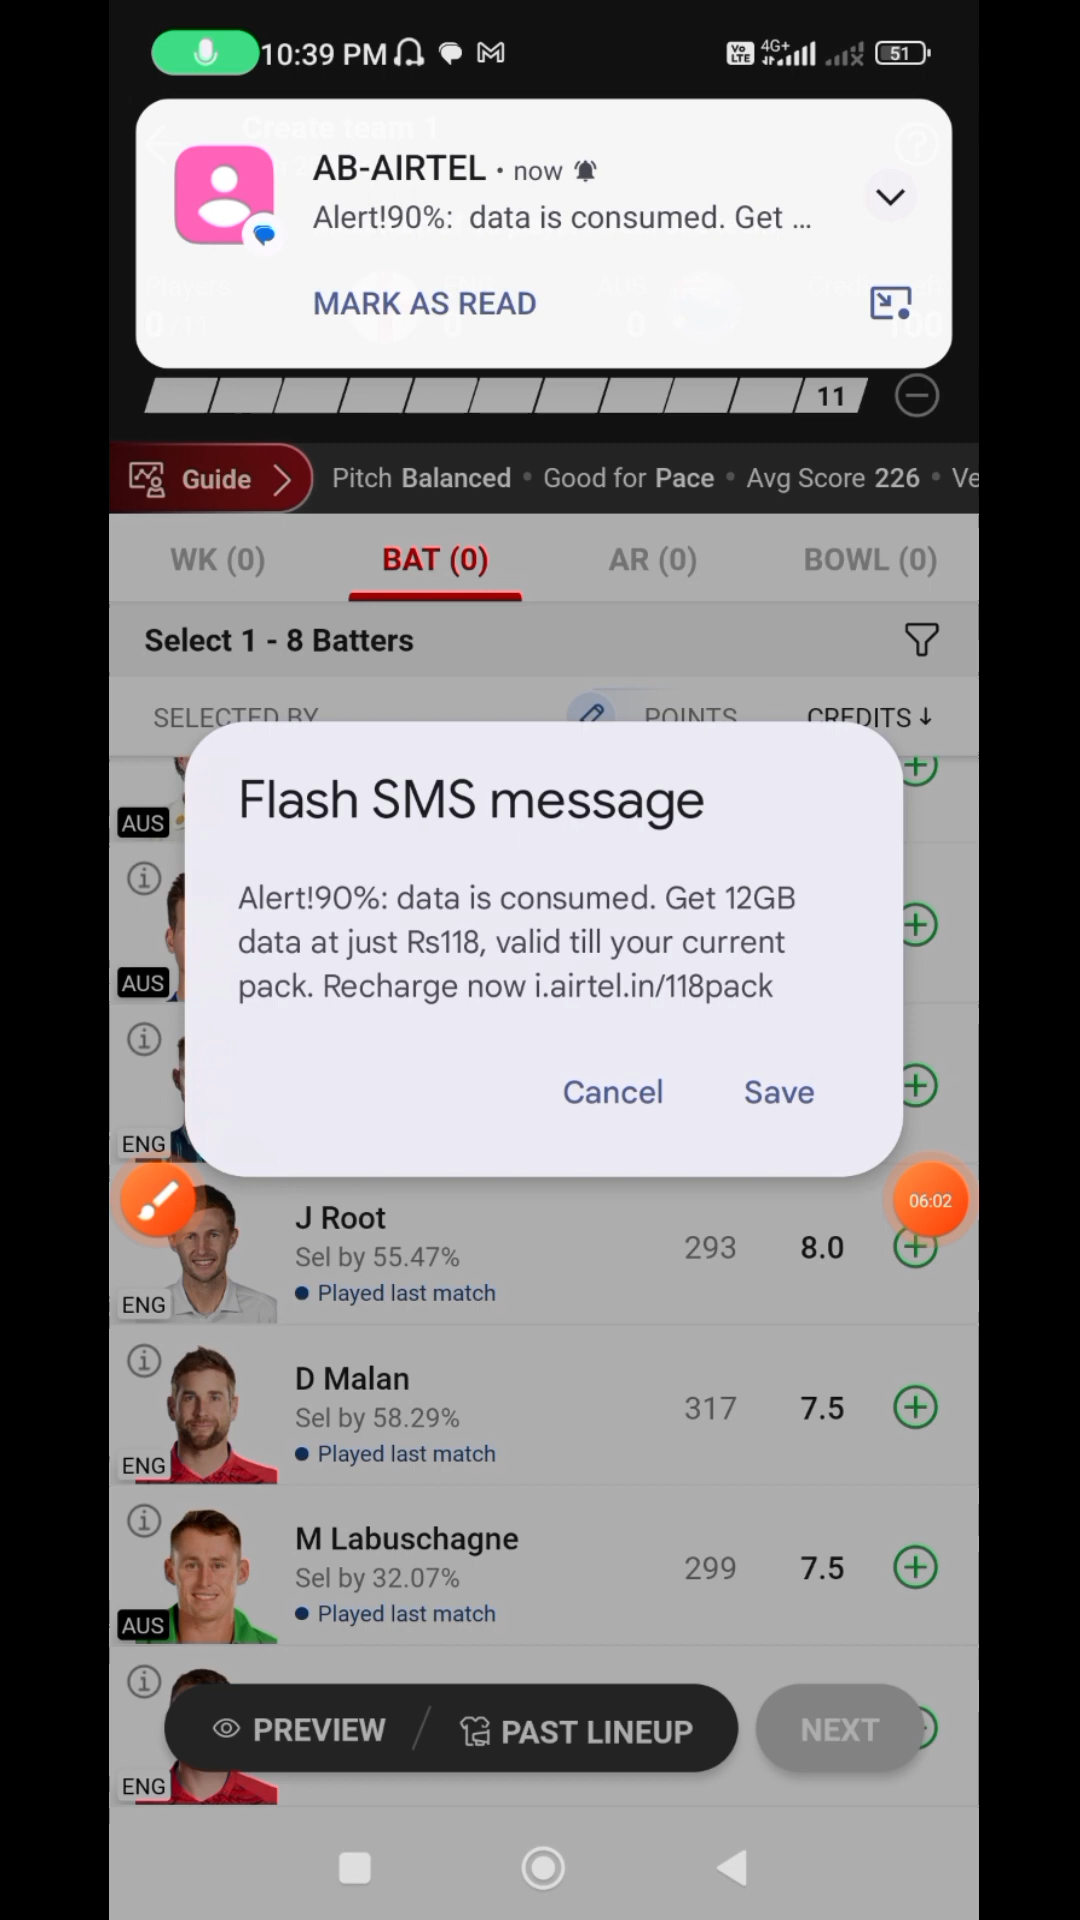 10:39 PM
Vo LTE 4G+ 51
Create team 1
AB-AIRTEL • now
Alert!90%: data is consumed. Get ...
MARK AS READ
11
Guide Pitch Balanced • Good for Pace • Avg Score 226 • Ve
WK (0) BAT (0) AR (0) BOWL (0)
Select 1 - 8 Batters
SELECTED BY POINTS CREDITS
Flash SMS message
Alert!90%: data is consumed. Get 12GB
data at just Rs118, valid till your current
pack. Recharge now i.airtel.in/118pack
Cancel Save
AUS
AUS
ENG
06:02
J Root
Sel by 55.47% 293 8.0
Played last match
ENG
D Malan
Sel by 58.29% 317 7.5
Played last match
ENG
M Labuschagne
Sel by 32.07% 299 7.5
Played last match
AUS
PREVIEW / PAST LINEUP NEXT
ENG